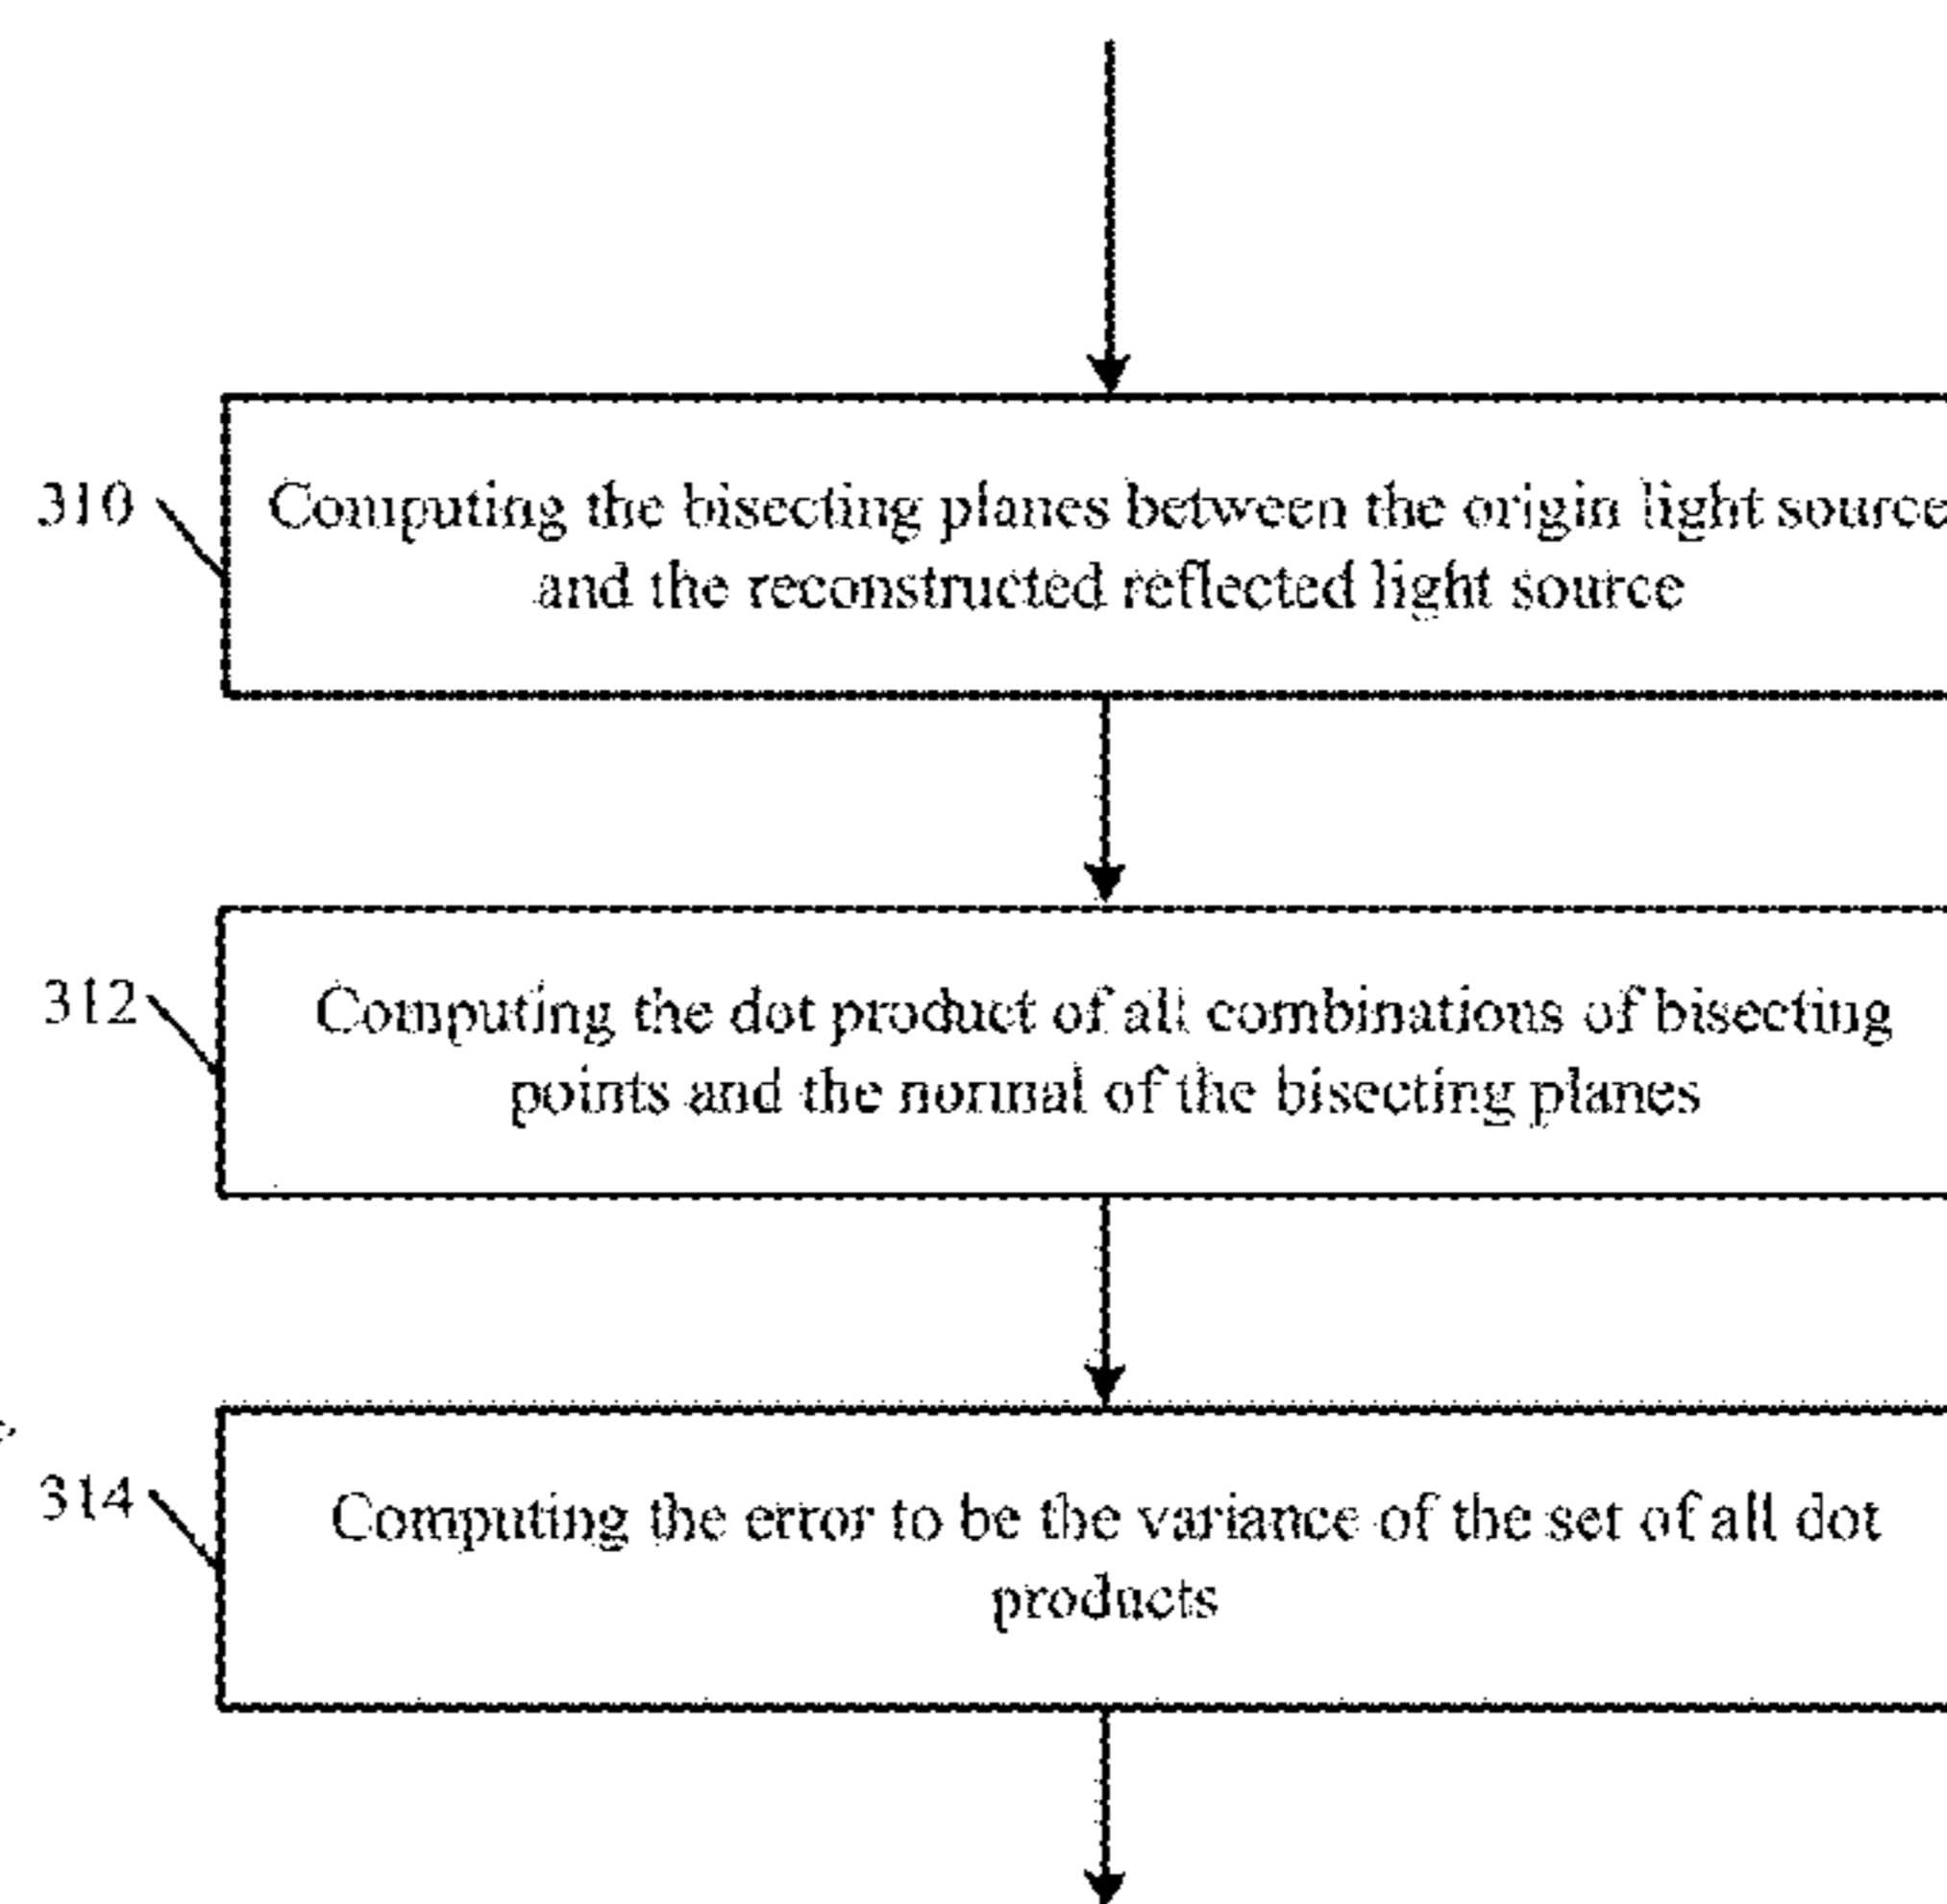 310
Computing the bisecting planes between the origin light source
and the reconstructed reflected light source
312
Computing the dot product of all combinations of bisecting
points and the normal of the bisecting planes
314
Computing the error to be the variance of the set of all dot
products